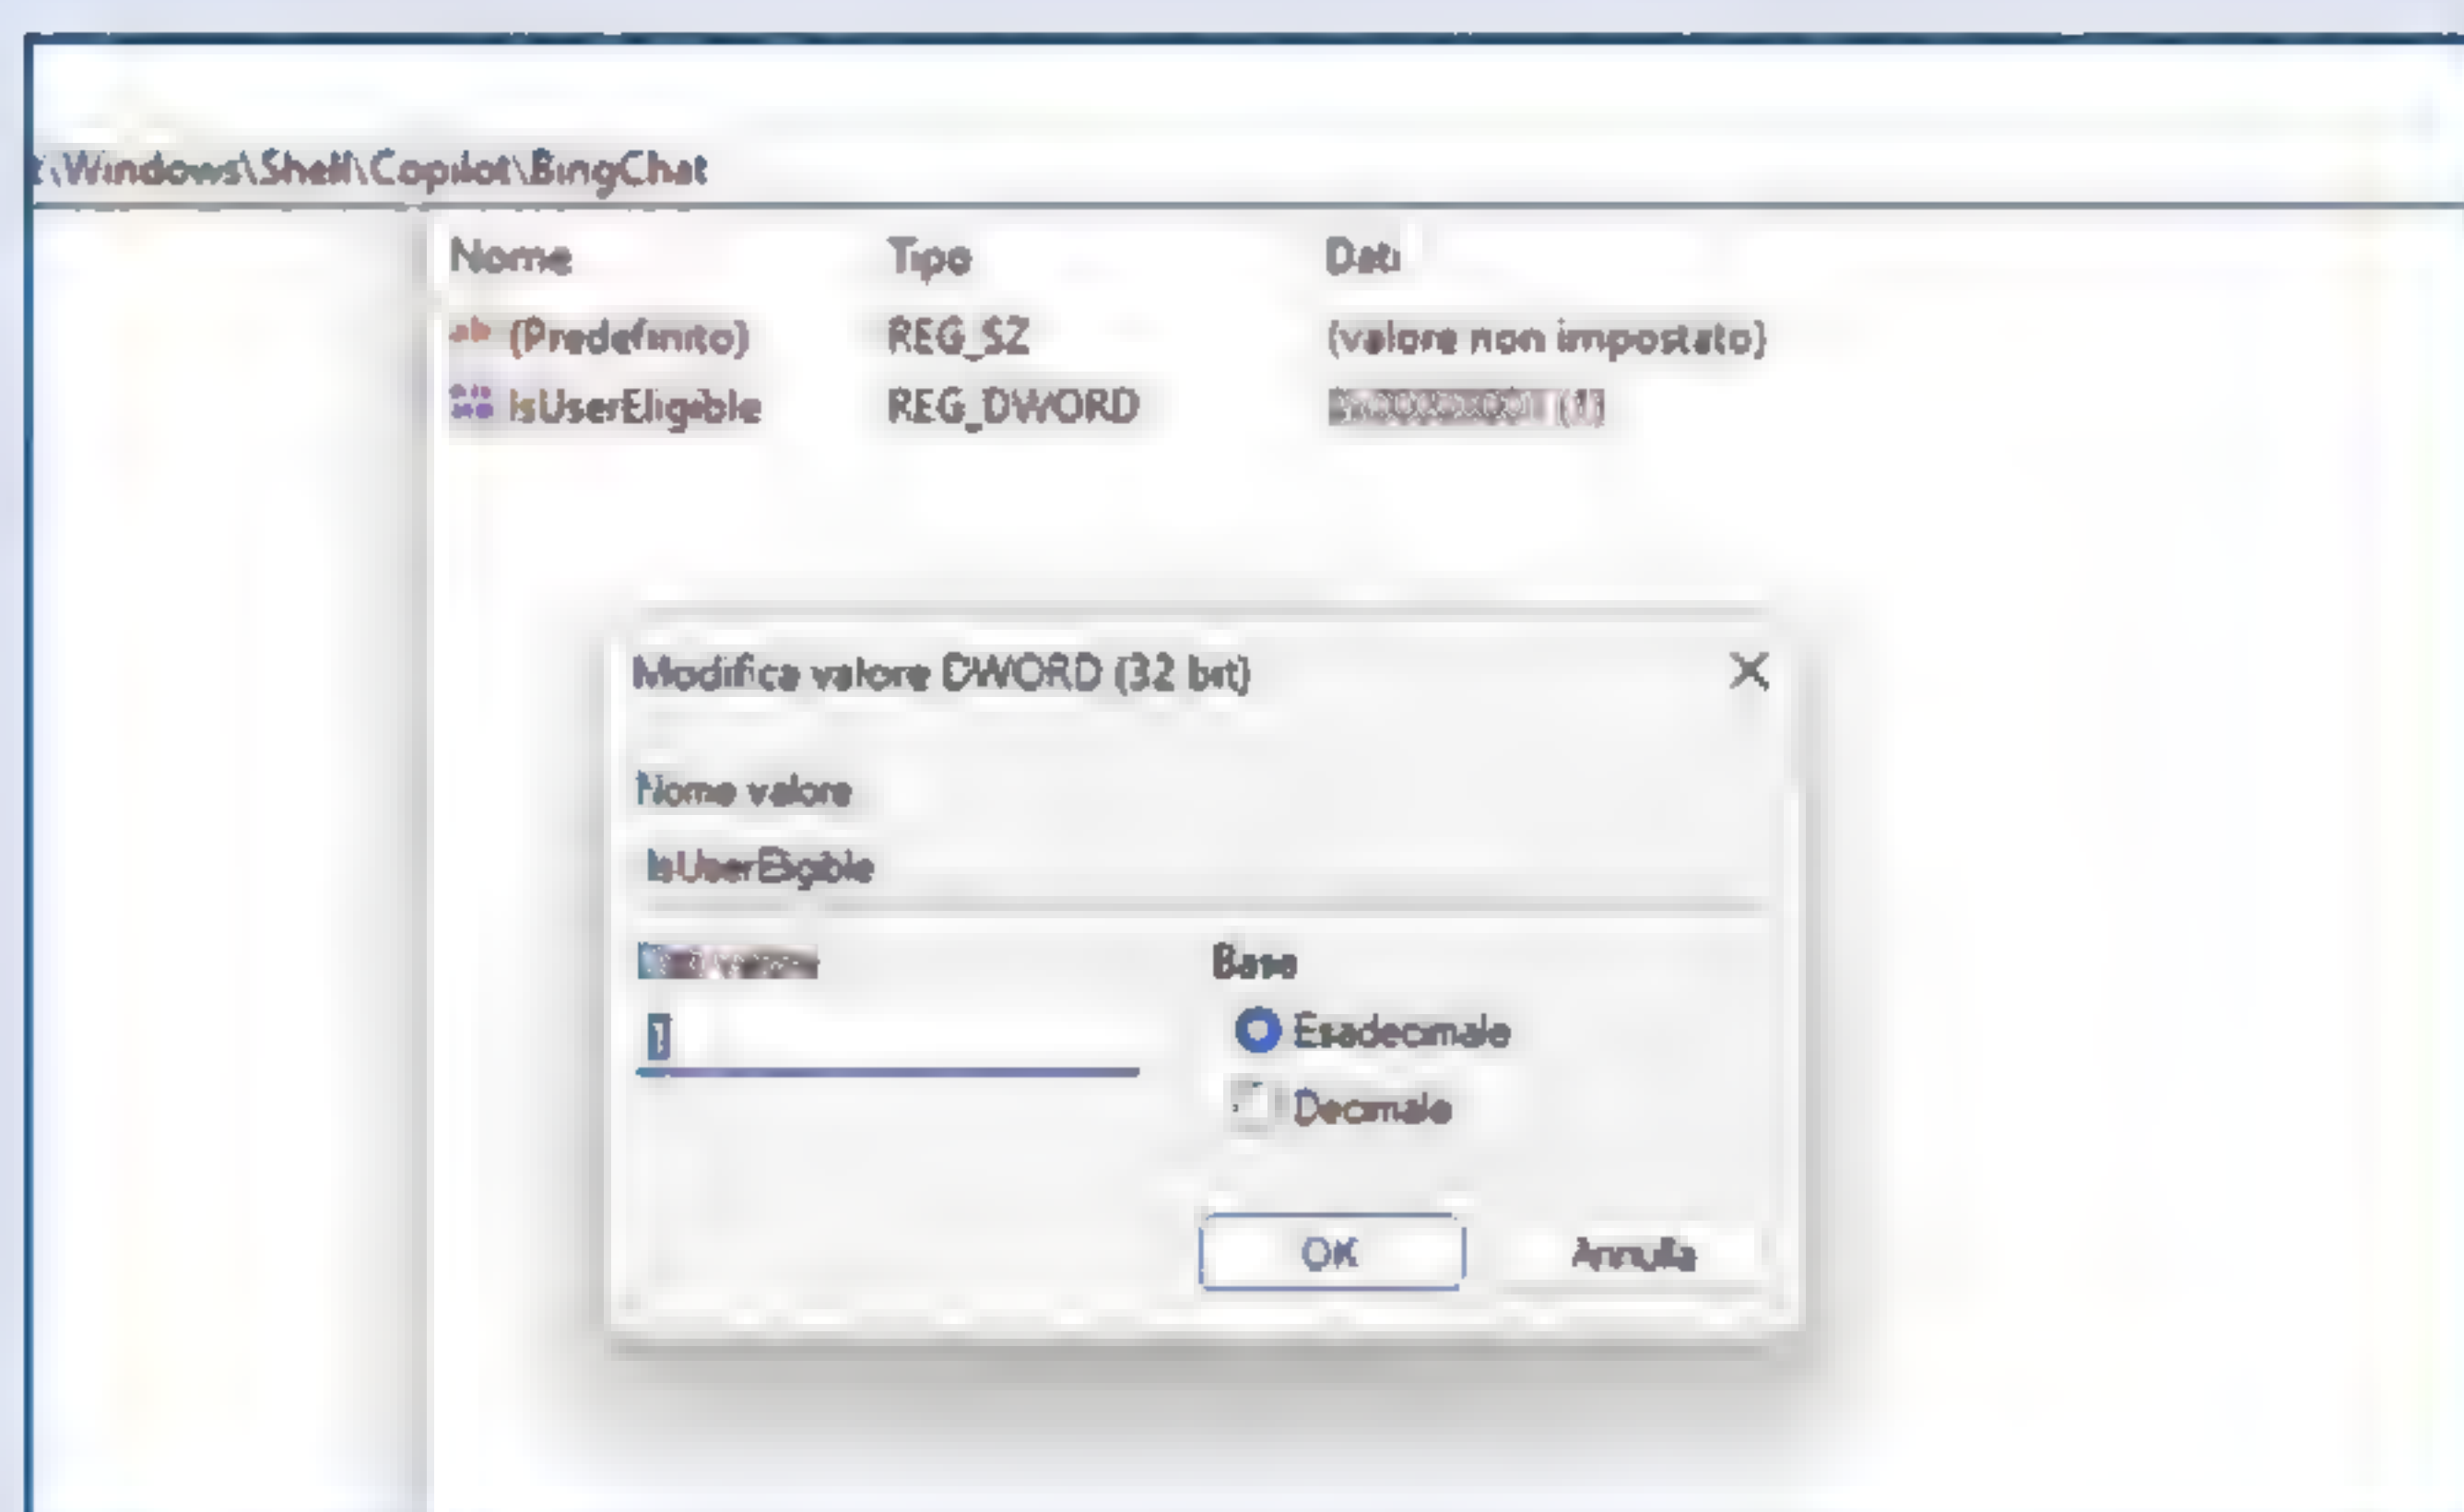 \Windows\Shell\Copilot\BingChat
Nome Tipo Dati
(Predefinito) REG_SZ (valore non impostato)
IsUserEligible REG_DWORD
Modifica valore DWORD (32 bit)
Nome valore
IsUserEligible
Base
1 Esadecimale
Decimale
OK Annulla